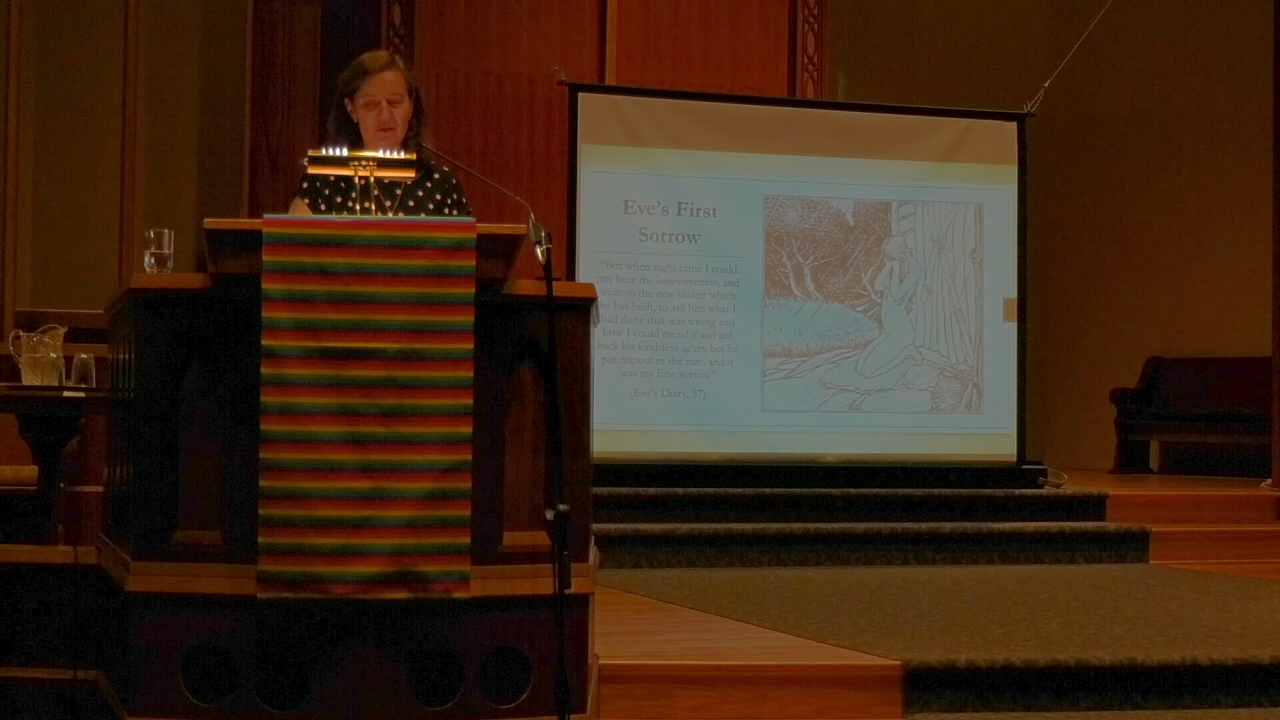 Eve's First
Sorrow
"But when night came I could
not bear the lonesomeness, and
went to the new shelter which
he has built, to ask him what I
had done that was wrong and
how I could mend it and get
back his kindness again; but he
put me out in the rain, and it
was my first sorrow"
(Eve's Diary, 37)